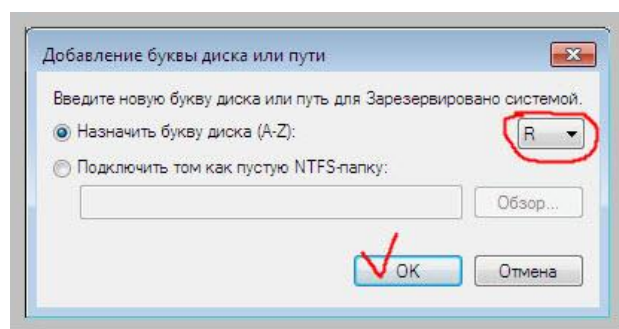 Добавление буквы диска или пути
Введите новую букву диска или путь для Зарезервировано системой.
Назначить букву диска (A-Z):
R
Подключить том как пустую NTFS-папку:
Обзор...
OK
Отмена